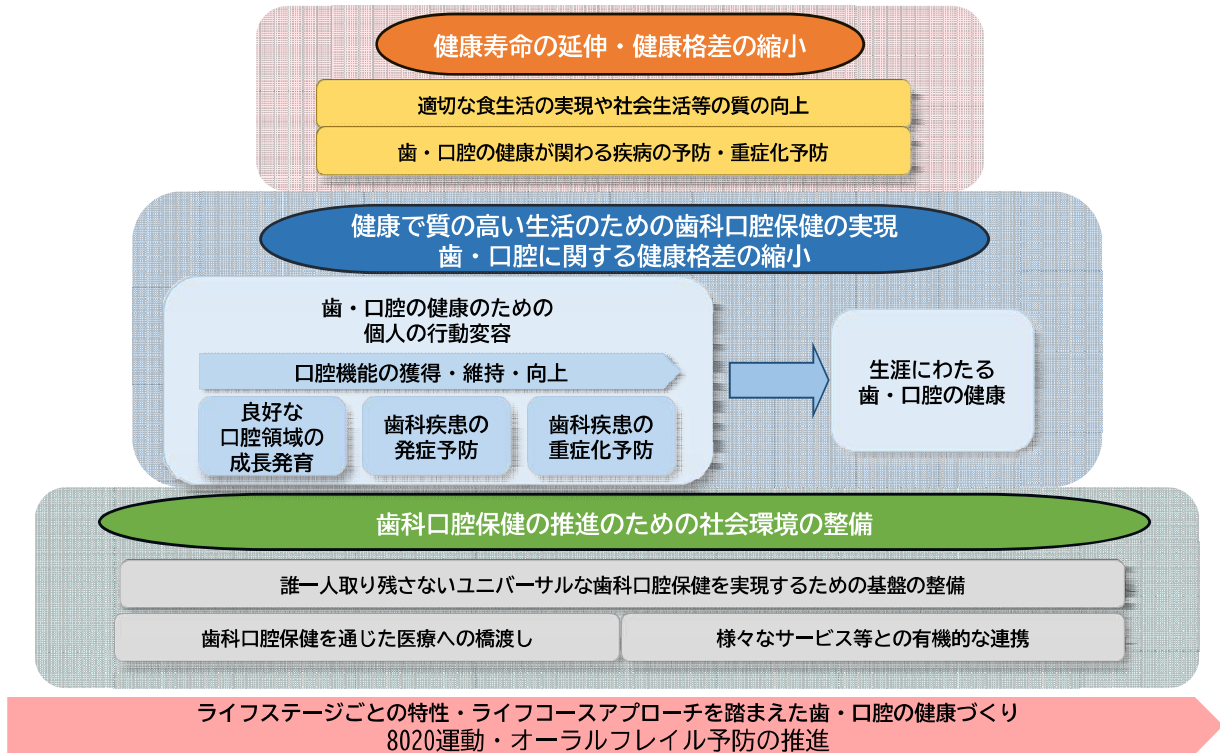 健康寿命の延伸・健康格差の縮小
適切な食生活の実現や社会生活等の質の向上
歯・口腔の健康が関わる疾病の予防・重症化予防
健康で質の高い生活のための歯科口腔保健の実現
歯・口腔に関する健康格差の縮小
歯・口腔の健康のための
個人の行動変容
口腔機能の獲得・維持・向上
良好な
口腔領域の
成長発育
歯科疾患の
発症予防
歯科疾患の
重症化予防
生涯にわたる
歯・口腔の健康
歯科口腔保健の推進のための社会環境の整備
誰一人取り残さないユニバーサルな歯科口腔保健を実現するための基盤の整備
歯科口腔保健を通じた医療への橋渡し
様々なサービス等との有機的な連携
ライフステージごとの特性・ライフコースアプローチを踏まえた歯・口腔の健康づくり
8020運動・オーラルフレイル予防の推進